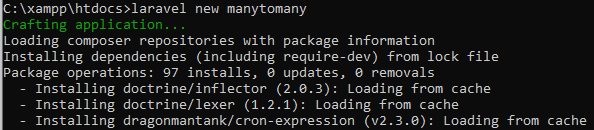 C:\xampp\htdocs>laravel new manytomany
Crafting application...
Loading composer repositories with package information
Installing dependencies (including require-dev) from lock file
Package operations: 97 installs, 0 updates, 0 removals
  - Installing doctrine/inflector (2.0.3): Loading from cache
  - Installing doctrine/lexer (1.2.1): Loading from cache
  - Installing dragonmantank/cron-expression (v2.3.0): Loading from cache